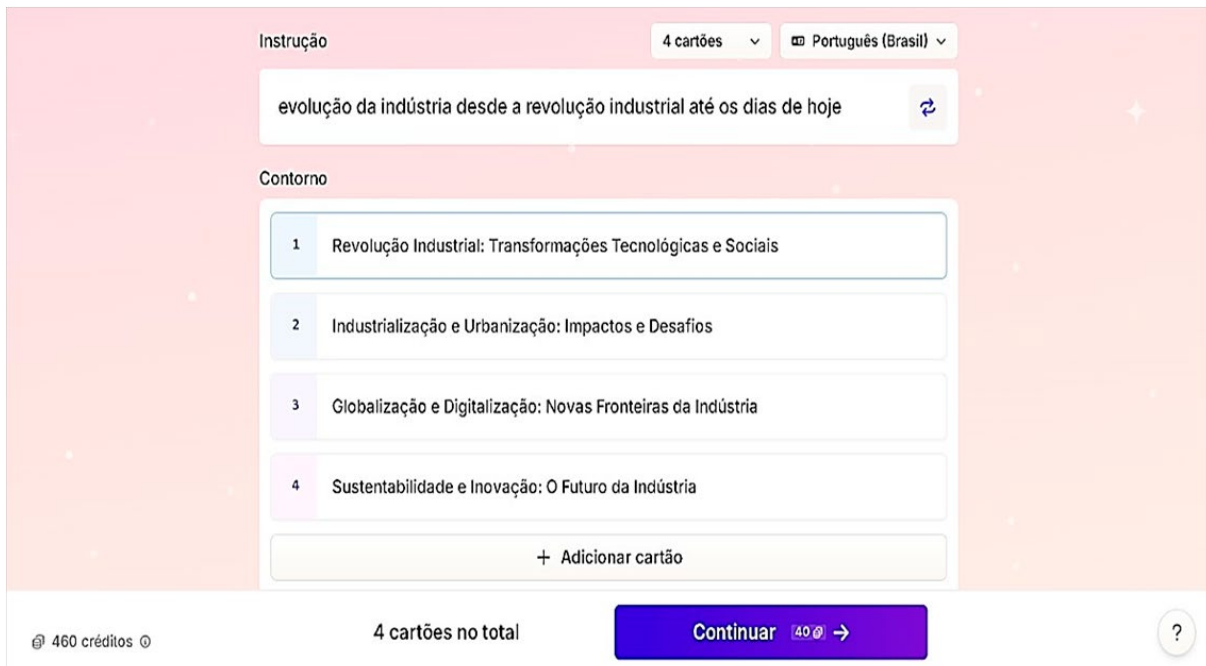 Instrução
4 cartões
Português (Brasil)
evolução da indústria desde a revolução industrial até os dias de hoje
Contorno
1 Revolução Industrial: Transformações Tecnológicas e Sociais
2 Industrialização e Urbanização: Impactos e Desafios
3 Globalização e Digitalização: Novas Fronteiras da Indústria
4 Sustentabilidade e Inovação: O Futuro da Indústria
+ Adicionar cartão
460 créditos
4 cartões no total
Continuar 40 →
?